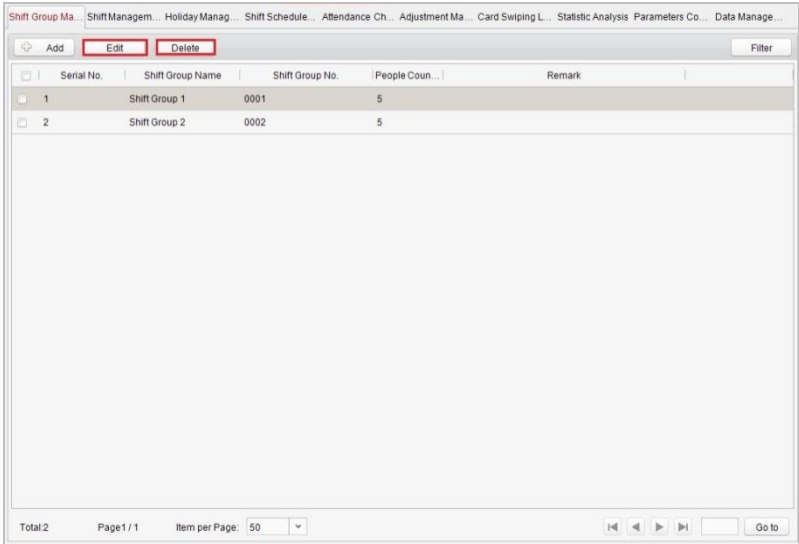 Shift Group Ma... Shift Managem... Holiday Manag... Shift Schedule... Attendance Ch... Adjustment Ma... Card Swiping L... Statistic Analysis Parameters Co... Data Manage...
Add Edit Delete Filter
Serial No. Shift Group Name Shift Group No. People Coun... Remark
1 Shift Group 1 0001 5
2 Shift Group 2 0002 5
Total:2 Page1 / 1 Item per Page: 50 Go to